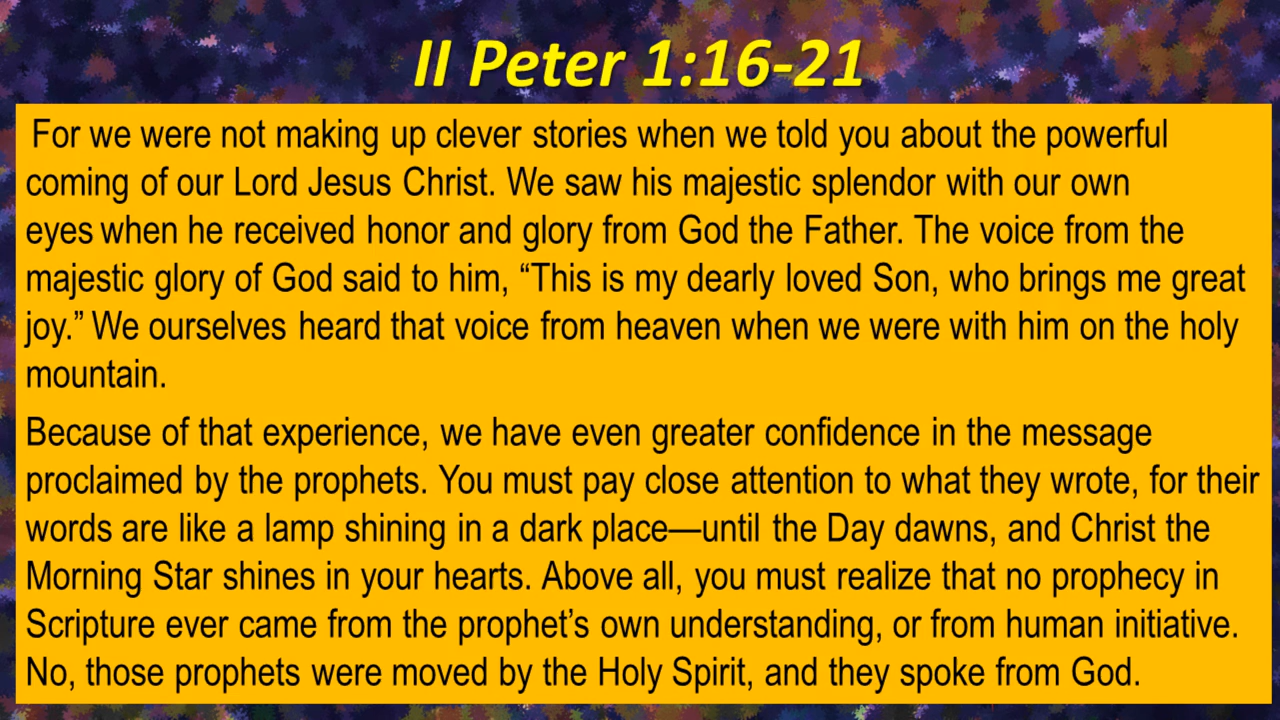 II Peter 1:16-21
For we were not making up clever stories when we told you about the powerful
coming of our Lord Jesus Christ. We saw his majestic splendor with our own
eyes when he received honor and glory from God the Father. The voice from the
majestic glory of God said to him, “This is my dearly loved Son, who brings me great
joy.” We ourselves heard that voice from heaven when we were with him on the holy
mountain.
Because of that experience, we have even greater confidence in the message
proclaimed by the prophets. You must pay close attention to what they wrote, for their
words are like a lamp shining in a dark place—until the Day dawns, and Christ the
Morning Star shines in your hearts. Above all, you must realize that no prophecy in
Scripture ever came from the prophet’s own understanding, or from human initiative.
No, those prophets were moved by the Holy Spirit, and they spoke from God.